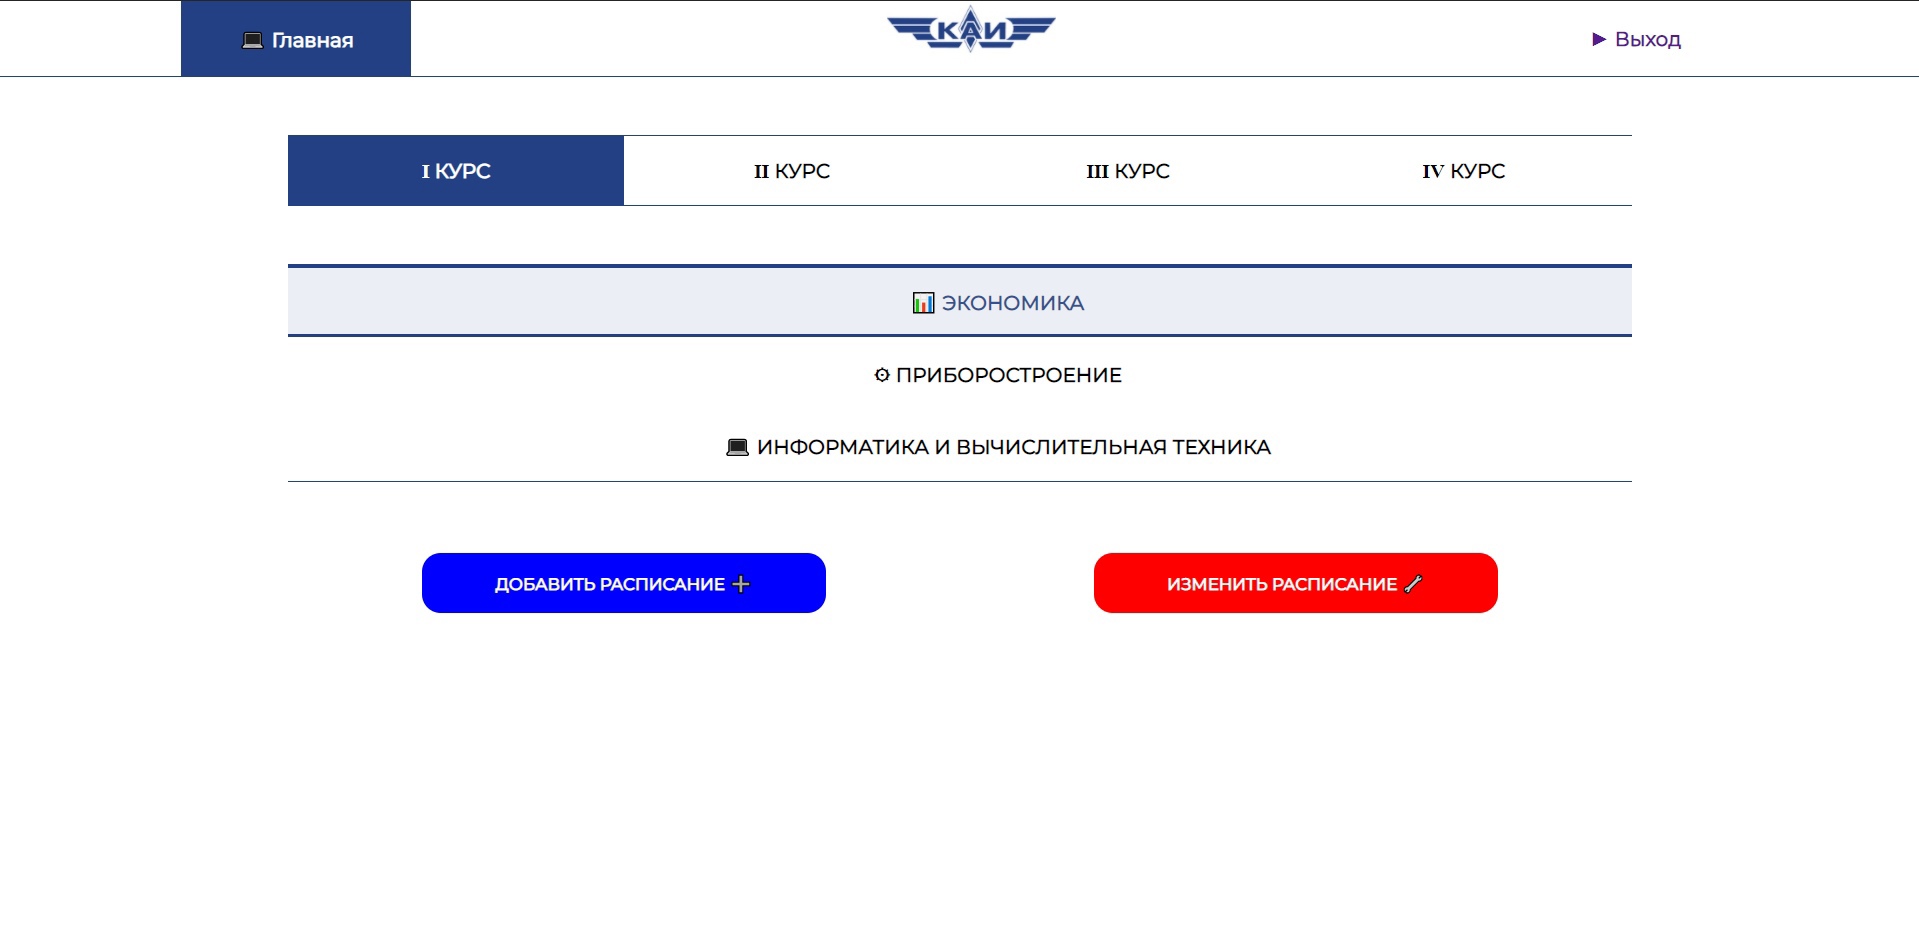 💻 Главная
КАИ
► Выход
I КУРС
II КУРС
III КУРС
IV КУРС
📊 ЭКОНОМИКА
⚙ ПРИБОРОСТРОЕНИЕ
💻 ИНФОРМАТИКА И ВЫЧИСЛИТЕЛЬНАЯ ТЕХНИКА
ДОБАВИТЬ РАСПИСАНИЕ ➕
ИЗМЕНИТЬ РАСПИСАНИЕ 🔧